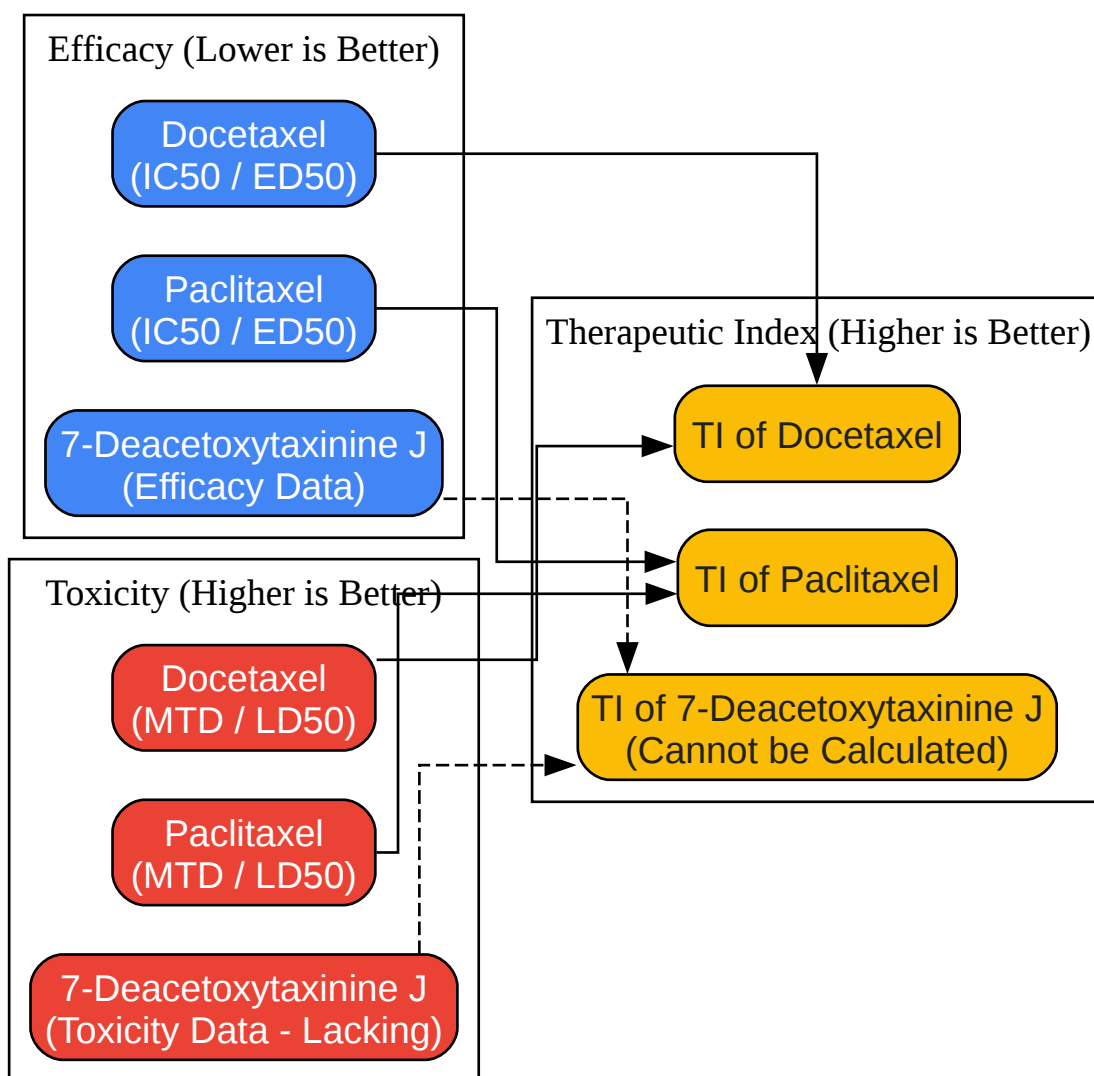 Efficacy (Lower is Better)
Docetaxel
(IC50 / ED50)
Paclitaxel
(IC50 / ED50)
7-Deacetoxytaxinine J
(Efficacy Data)
Toxicity (Higher is Better)
Docetaxel
(MTD / LD50)
Paclitaxel
(MTD / LD50)
7-Deacetoxytaxinine J
(Toxicity Data - Lacking)
Therapeutic Index (Higher is Better)
TI of Docetaxel
TI of Paclitaxel
TI of 7-Deacetoxytaxinine J
(Cannot be Calculated)